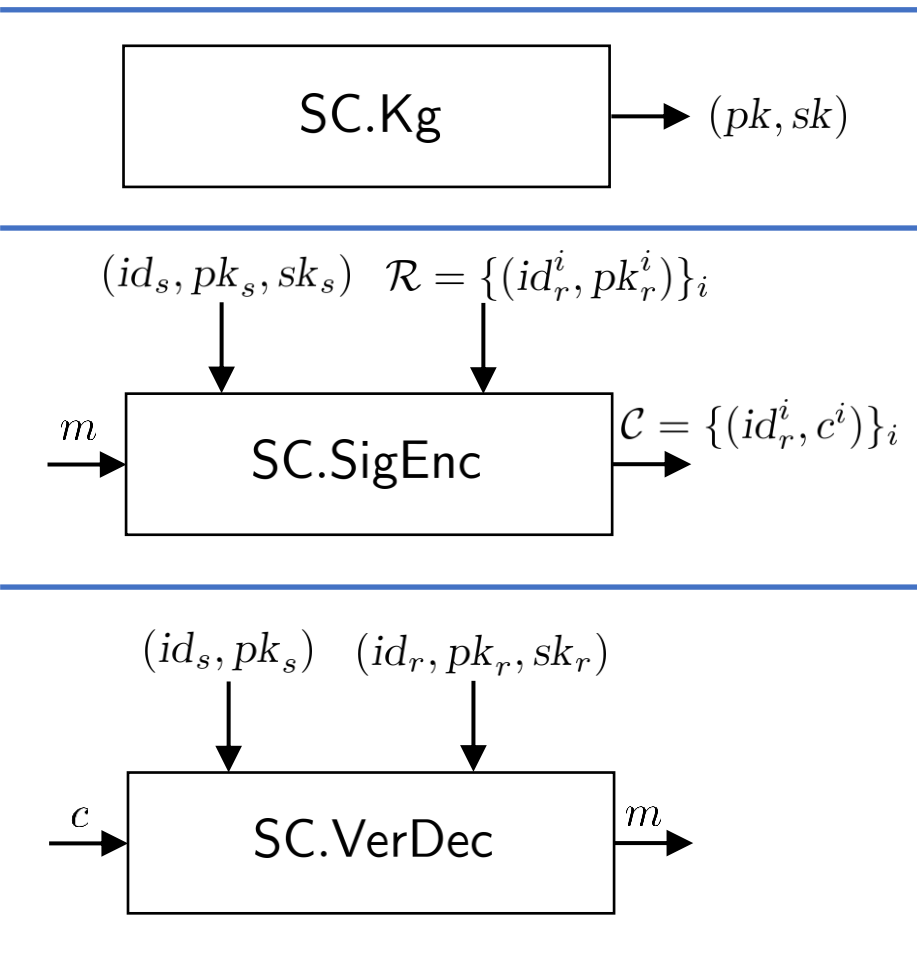 SC.Kg (pk, sk)
(id_s, pk_s, sk_s) ℛ = {(id_r^i, pk_r^i)}_i
m SC.SigEnc 𝒞 = {(id_r^i, c^i)}_i
(id_s, pk_s) (id_r, pk_r, sk_r)
c SC.VerDec m